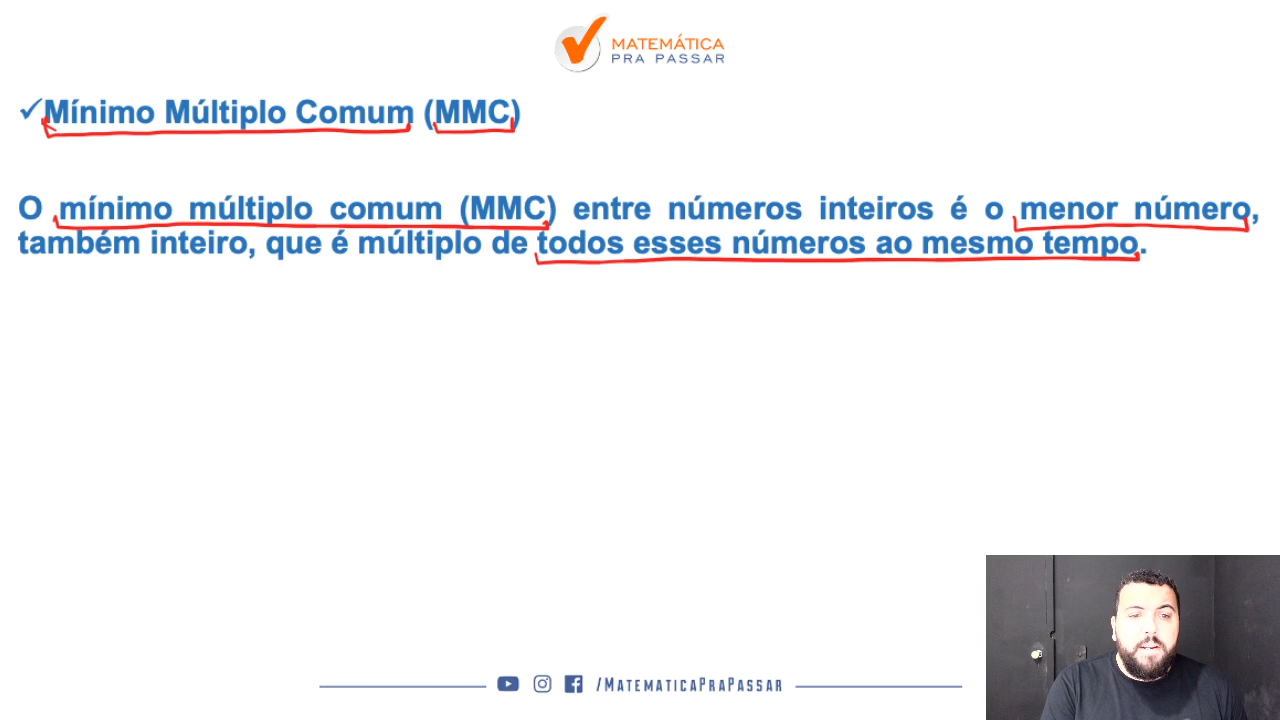 MATEMÁTICA
PRA PASSAR
✓Mínimo Múltiplo Comum (MMC)
O mínimo múltiplo comum (MMC) entre números inteiros é o menor número,
também inteiro, que é múltiplo de todos esses números ao mesmo tempo.
/MATEMATICAPRAPASSAR